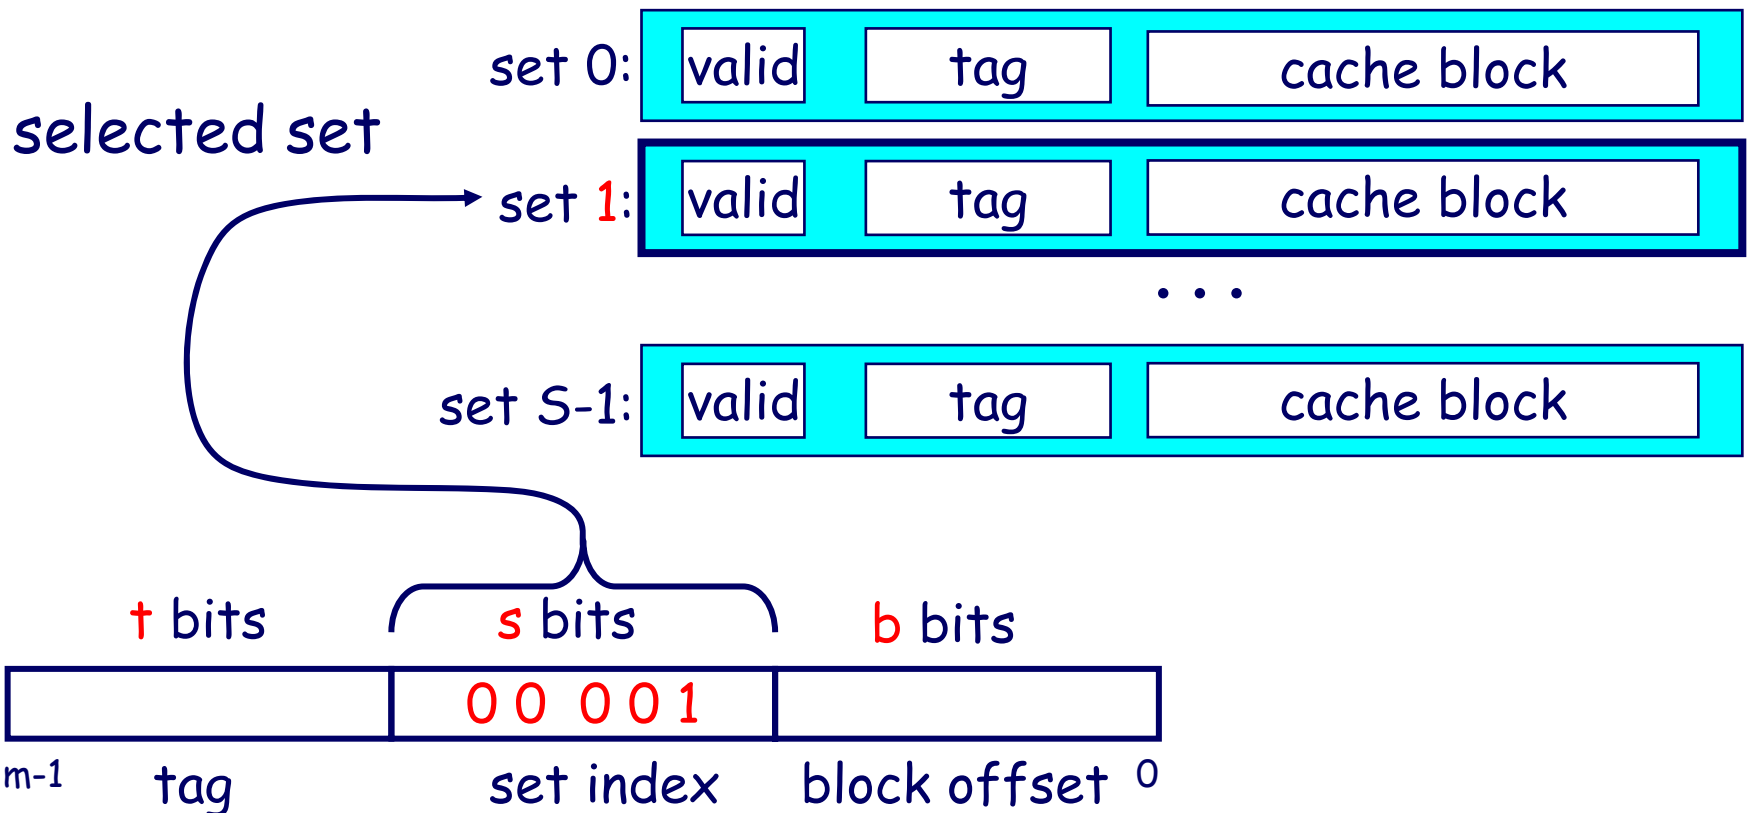 set 0: valid tag cache block
selected set
set 1: valid tag cache block
. . .
set S-1: valid tag cache block
t bits s bits b bits
0 0 0 0 1
m-1 tag set index block offset 0